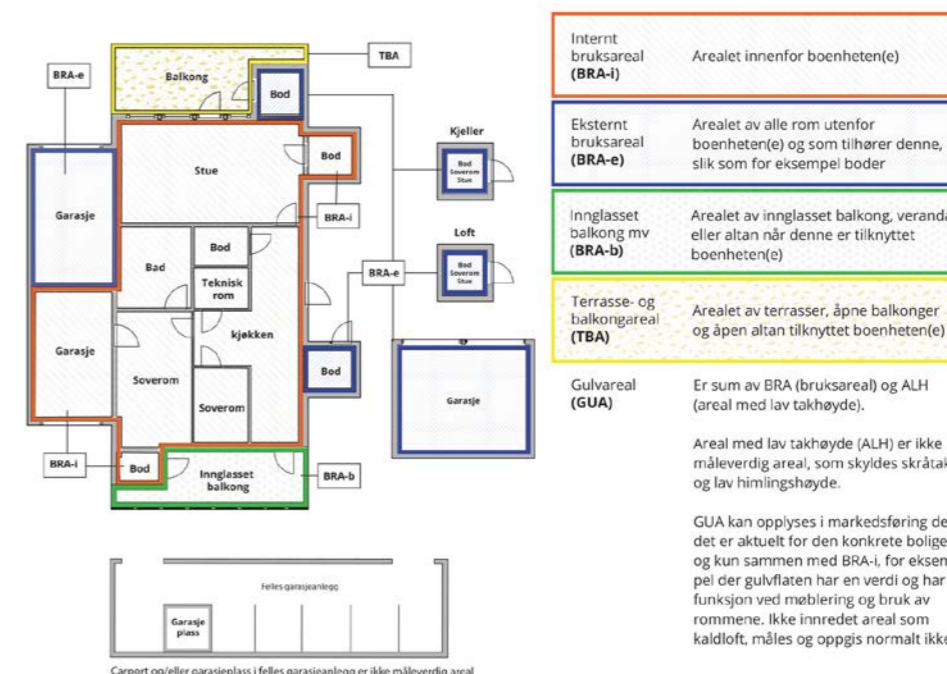 TBA
BRA-e
Balkong
Bod
Kjeller
Bod
Soverom
Stue
Stue
Bod
Garasje
BRA-i
Loft
Bod
Soverom
Stue
Bad
Bod
Teknisk
rom
BRA-e
kjøkken
Garasje
Soverom
Bod
Garasje
Soverom
BRA-i
Bod
Innglasset
balkong
BRA-b
Felles garasjeanlegg
Garasje
plass
Carport og/eller garasjeplass i felles garasjeanlegg er ikke måleverdig areal
Internt
bruksareal
(BRA-i)
Arealet innenfor boenheten(e)
Eksternt
bruksareal
(BRA-e)
Arealet av alle rom utenfor
boenheten(e) og som tilhører denne,
slik som for eksempel boder
Innglasset
balkong mv
(BRA-b)
Arealet av innglasset balkong, veranda
eller altan når denne er tilknyttet
boenheten(e)
Terrasse- og
balkongareal
(TBA)
Arealet av terrasser, åpne balkonger
og åpen altan tilknyttet boenheten(e)
Gulvareal
(GUA)
Er sum av BRA (bruksareal) og ALH
(areal med lav takhøyde).
Areal med lav takhøyde (ALH) er ikke
måleverdig areal, som skyldes skråtak
og lav himlingshøyde.
GUA kan opplyses i markedsføring de
det er aktuelt for den konkrete bolige
og kun sammen med BRA-i, for eksem
pel der gulvflaten har en verdi og har
funksjon ved møblering og bruk av
rommene. Ikke innredet areal som
kaldloft, måles og oppgis normalt ikke